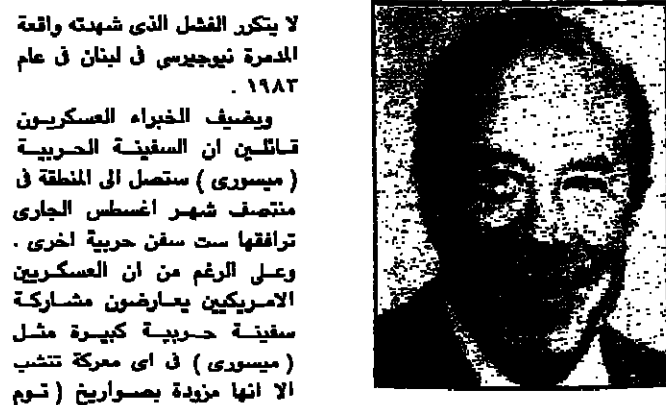 لا يتكرر الفشل الذى شهدته واقعة
المدمرة نيوجيرسي فى لبنان فى عام
١٩٨٣ .
ويضيف الخبراء العسكريون
قائلين ان السفينة الحربية
( ميسورى ) ستصل الى المنطقة فى
منتصف شهر اغسطس الجارى
ترافقها ست سفن حربية اخرى .
وعلى الرغم من ان العسكريين
الامريكيين يعارضون مشاركة
سفينة حربية كبيرة مثل
( ميسورى ) فى اى معركة تنشب
الا انها مزودة بصواريخ ( توم